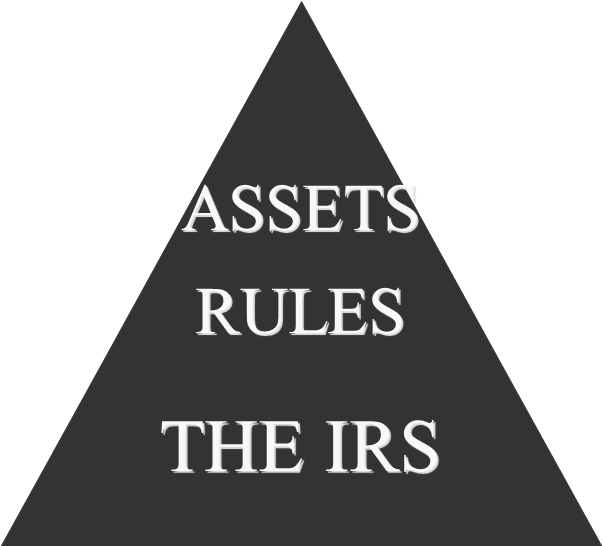 ASSETS
RULES
THE IRS